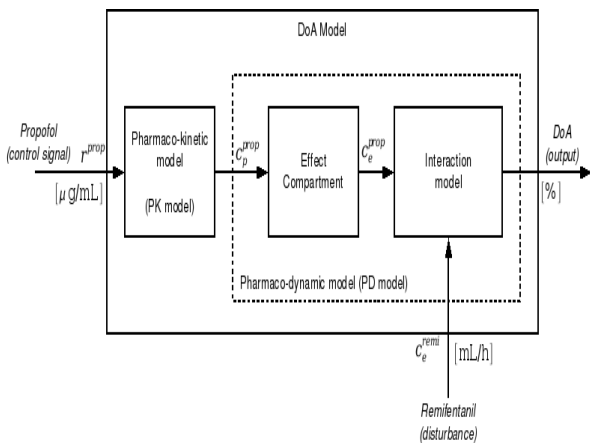 DoA Model
Propofol
(control signal)
r^prop
[μg/mL]
Pharmaco-kinetic
model
(PK model)
c_p^prop
Effect
Compartment
c_e^prop
Interaction
model
DoA
(output)
[%]
Pharmaco-dynamic model (PD model)
c_e^remi
[mL/h]
Remifentanil
(disturbance)